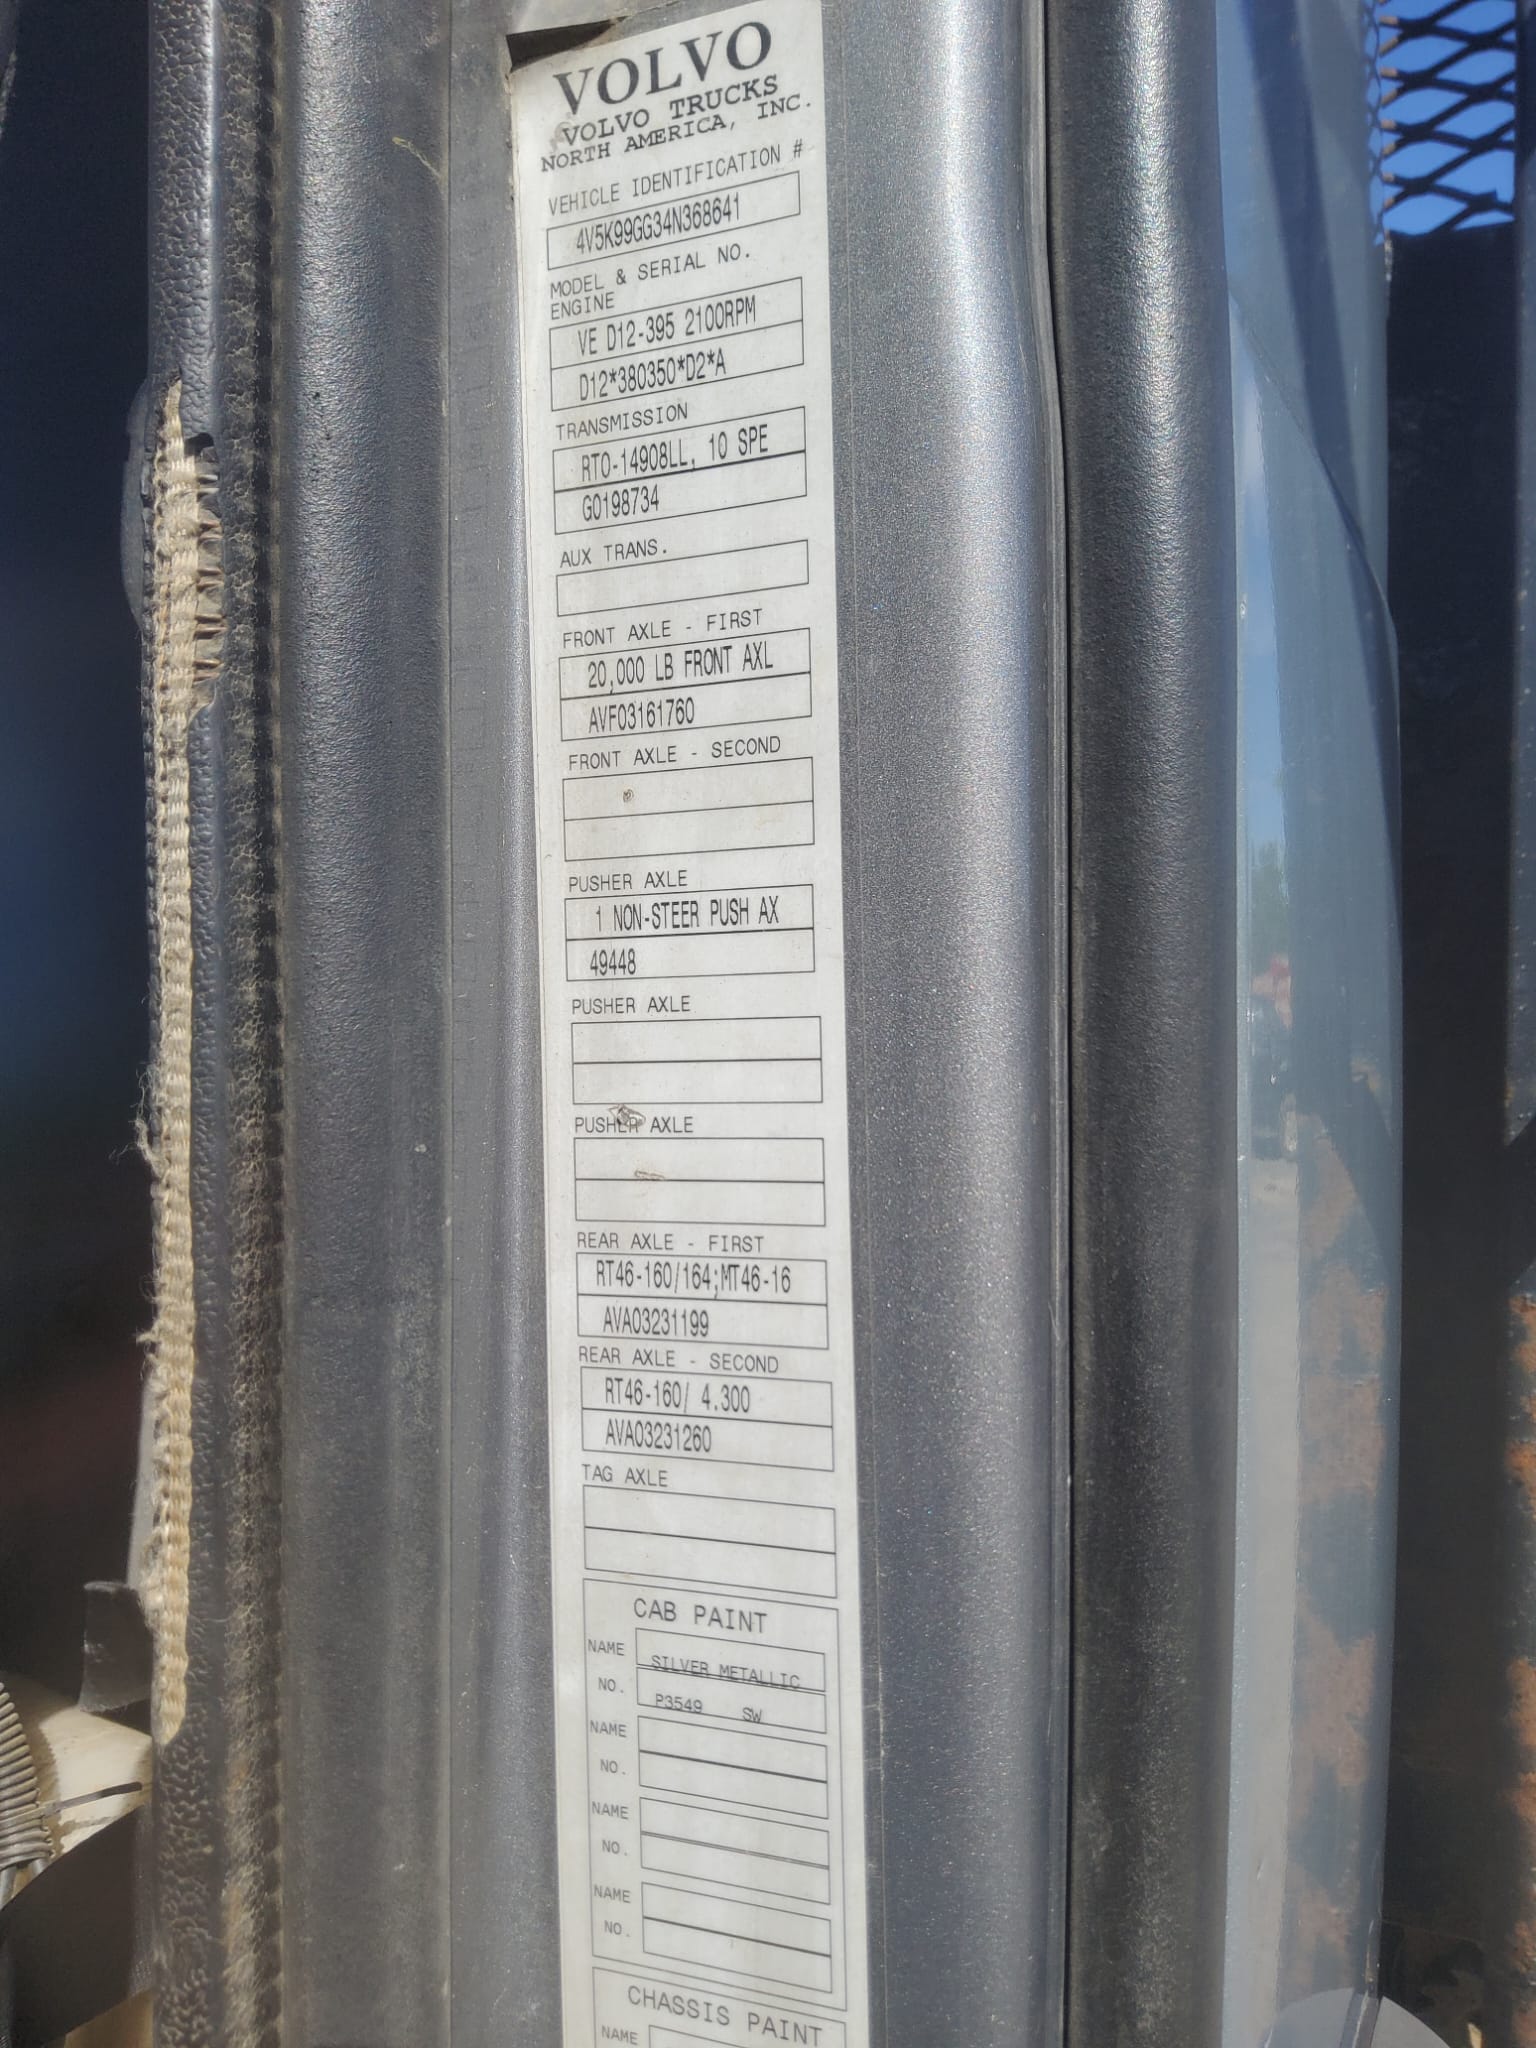 VOLVO
VOLVO TRUCKS
NORTH AMERICA, INC.
VEHICLE IDENTIFICATION #
4V5K99GG34N368641
MODEL & SERIAL NO.
ENGINE
VE D12-395 2100RPM
D12*380350*D2*A
TRANSMISSION
RTO-14908LL, 10 SPE
G0198734
AUX TRANS.
FRONT AXLE - FIRST
20,000 LB FRONT AXL
AVF03161760
FRONT AXLE - SECOND
PUSHER AXLE
1 NON-STEER PUSH AX
49448
PUSHER AXLE
PUSHER AXLE
REAR AXLE - FIRST
RT46-160/164;MT46-16
AVA03231199
REAR AXLE - SECOND
RT46-160/ 4.300
AVA03231260
TAG AXLE
CAB PAINT
NAME SILVER METALLIC
NO. P3549 SW
NAME
NO.
NAME
NO.
NAME
NO.
CHASSIS PAINT
NAME